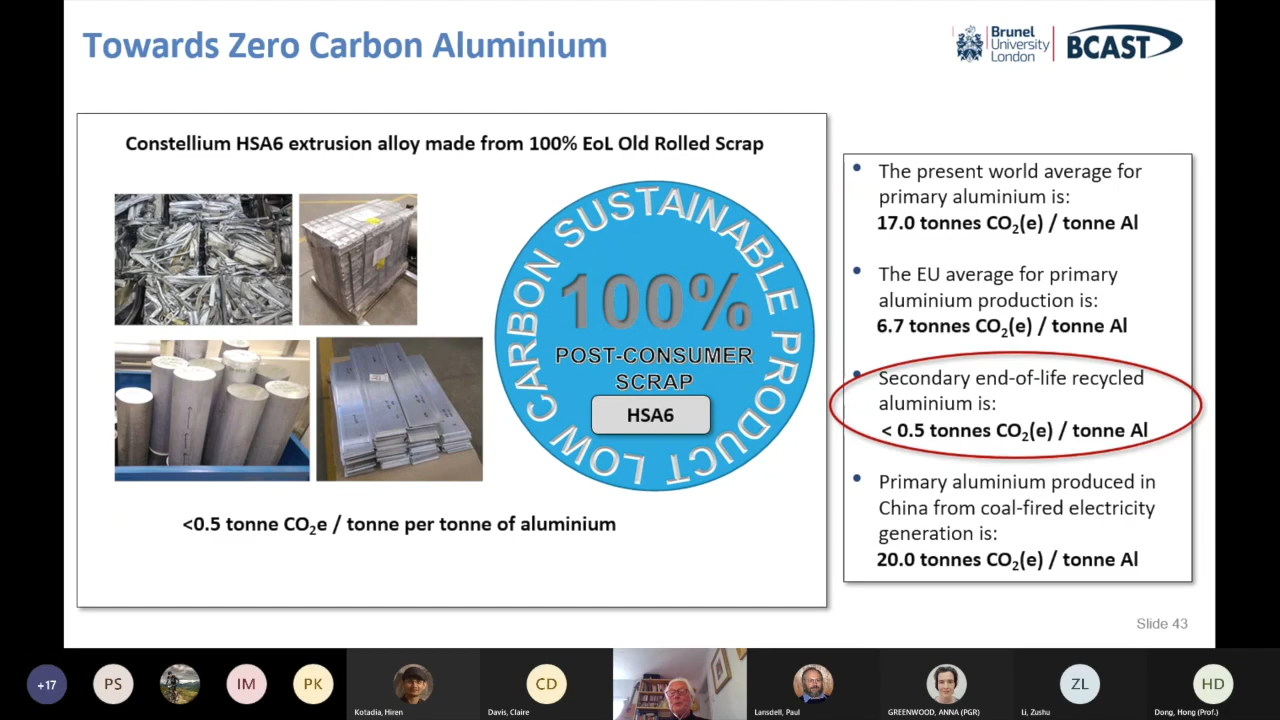 Towards Zero Carbon Aluminium
Brunel
University
London
BCAST
Constellium HSA6 extrusion alloy made from 100% EoL Old Rolled Scrap
LOW CARBON SUSTAINABLE PRODUCT
100%
POST-CONSUMER
SCRAP
HSA6
<0.5 tonne CO₂e / tonne per tonne of aluminium
• The present world average for
primary aluminium is:
17.0 tonnes CO₂(e) / tonne Al
• The EU average for primary
aluminium production is:
6.7 tonnes CO₂(e) / tonne Al
• Secondary end-of-life recycled
aluminium is:
< 0.5 tonnes CO₂(e) / tonne Al
• Primary aluminium produced in
China from coal-fired electricity
generation is:
20.0 tonnes CO₂(e) / tonne Al
Slide 43
+17
PS
IM
PK
Kotadia, Hiren
CD
Davis, Claire
Lansdell, Paul
GREENWOOD, ANNA (PGR)
ZL
Li, Zushu
HD
Dong, Hong (Prof.)